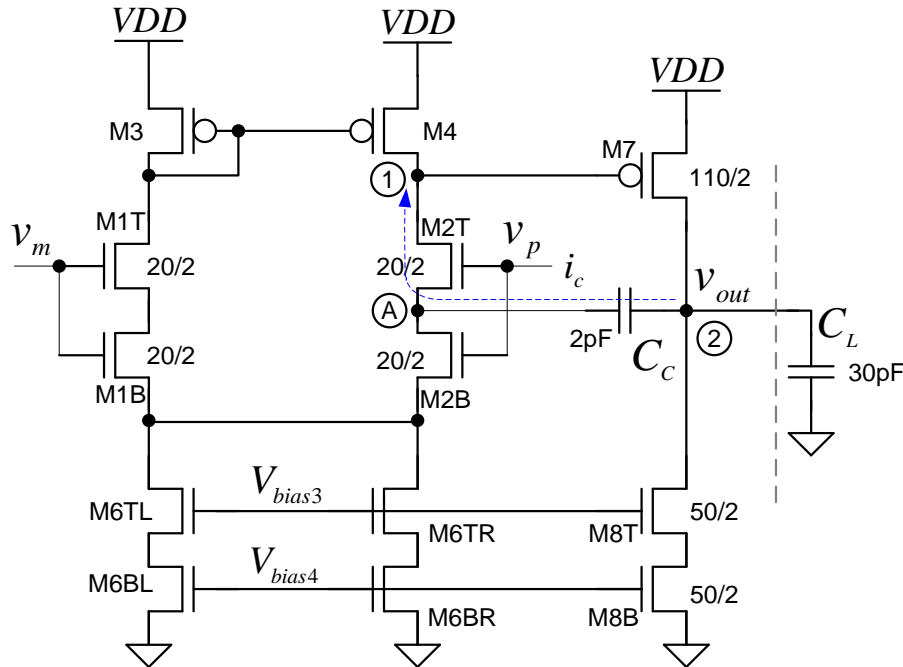 VDD
VDD
VDD
M3
M4
M7
1
110/2
M1T
M2T
v_m
v_p
20/2
20/2
i_c
v_out
A
2
C_L
2pF
C_C
30pF
20/2
20/2
M1B
M2B
V_bias3
M6TL
M6TR
M8T
50/2
V_bias4
M6BL
M6BR
M8B
50/2